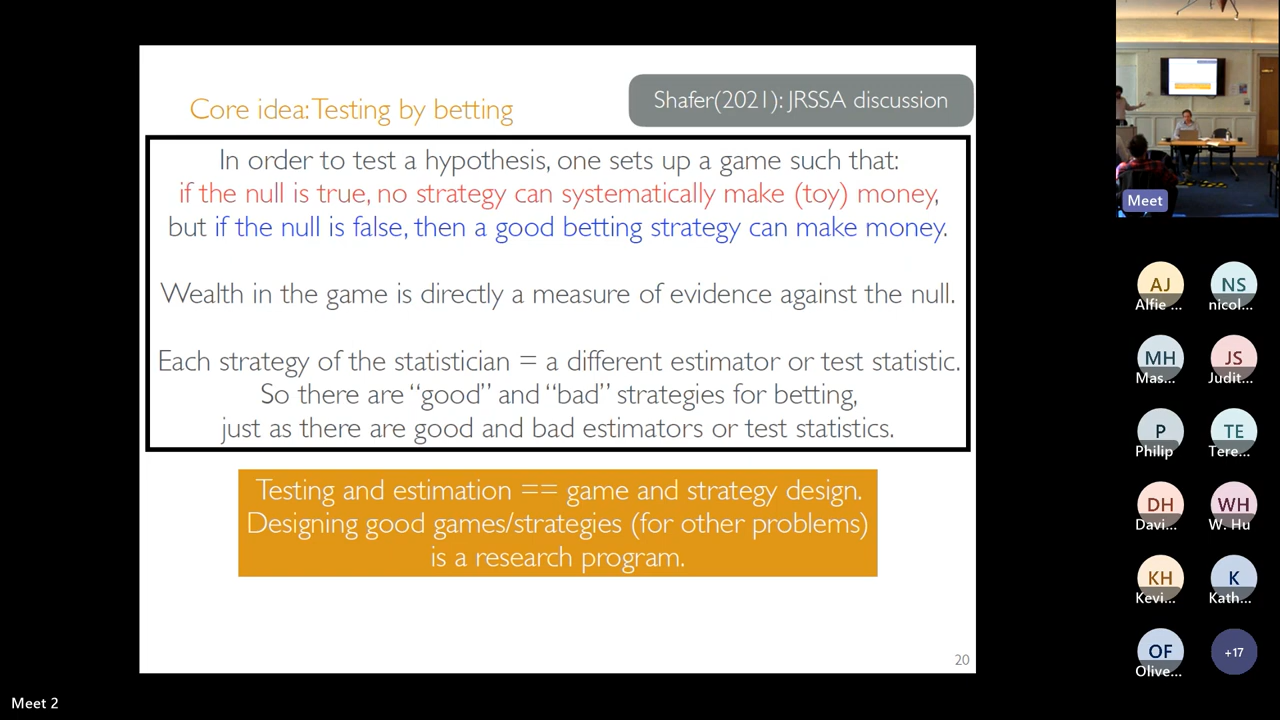 Core idea: Testing by betting
Shafer(2021): JRSSA discussion
In order to test a hypothesis, one sets up a game such that:
if the null is true, no strategy can systematically make (toy) money,
but if the null is false, then a good betting strategy can make money.
Wealth in the game is directly a measure of evidence against the null.
Each strategy of the statistician = a different estimator or test statistic.
So there are “good” and “bad” strategies for betting,
just as there are good and bad estimators or test statistics.
Testing and estimation == game and strategy design.
Designing good games/strategies (for other problems)
is a research program.
20
Meet
AJ
Alfie ...
NS
nicol...
MH
Mas...
JS
Judit...
P
Philip
TE
Tere...
DH
Davi...
WH
W. Hu
KH
Kevi...
K
Kath...
OF
Olive...
+17
Meet 2